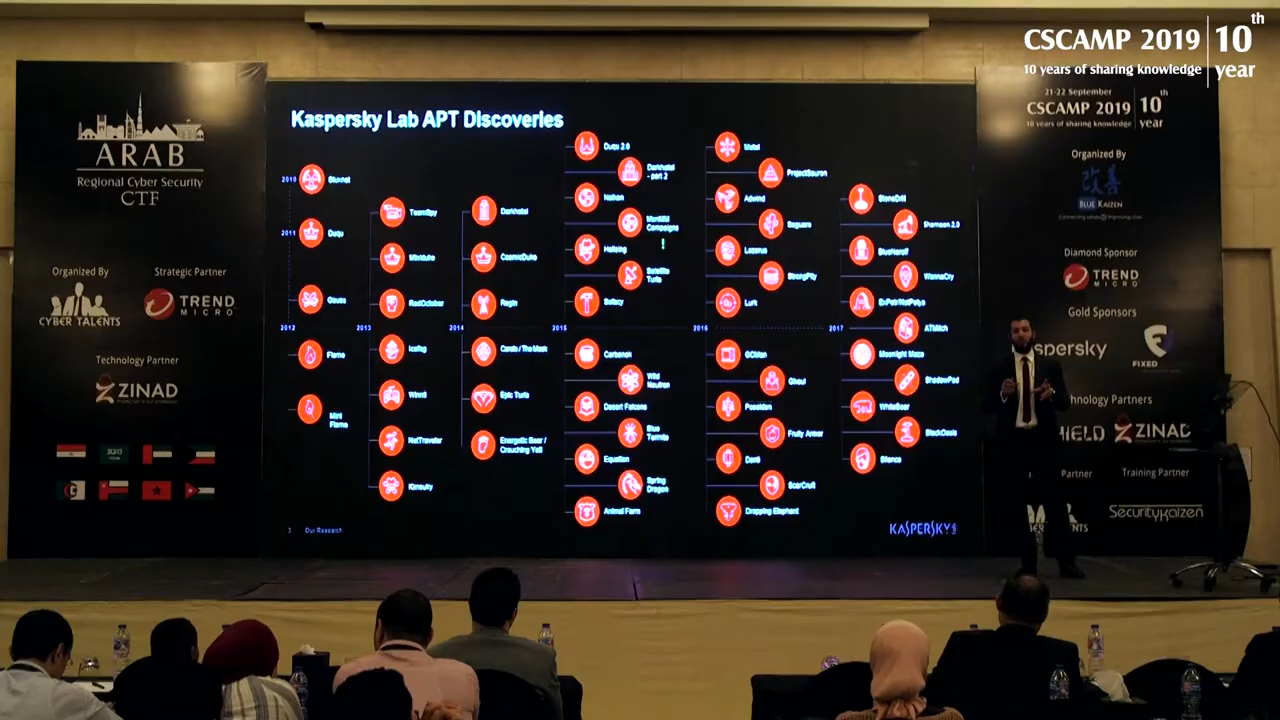 CSCAMP 2019 10th
10 years of sharing knowledge year
ARAB
Regional Cyber Security
CTF
Organized By
CYBER TALENTS
Strategic Partner
TREND
MICRO
Technology Partner
ZINAD
Kaspersky Lab APT Discoveries
2010
Stuxnet
2011
Duqu
Gauss
2012
Flame
Mini
Flame
TeamSpy
Miniduke
RedOctober
2013
Icefog
Winnti
NetTraveler
Kimsuky
Darkhotel
CosmicDuke
Regin
2014
Careto / The Mask
Epic Turla
Energetic Bear /
Crouching Yeti
Duqu 2.0
Darkhotel
- part 2
Naikon
Hellsing
Satellite
Turla
Sofacy
2015
Carbanak
Wild
Neutron
Desert Falcons
Blue
Termite
Equation
Spring
Dragon
Animal Farm
Metel
ProjectSauron
Adwind
Saguaro
Lazarus
StrongPity
Lurk
2016
GCMan
Ghoul
Poseidon
Fruity Armor
Danti
ScarCruft
Dropping Elephant
StoneDrill
Shamoon 2.0
BlueNoroff
WannaCry
ExPetr/NotPetya
2017
ATMitch
Moonlight Maze
ShadowPad
WhiteBear
BlackOasis
Silence
3 Our Research
KASPERSKY
21-22 September
CSCAMP 2019 10th
10 years of sharing knowledge year
Organized By
BLUE KAIZEN
Diamond Sponsor
TREND
MICRO
Gold Sponsors
spersky
FIXED
hnology Partners
HIELD
ZINAD
Partner
Training Partner
Securitykaizen